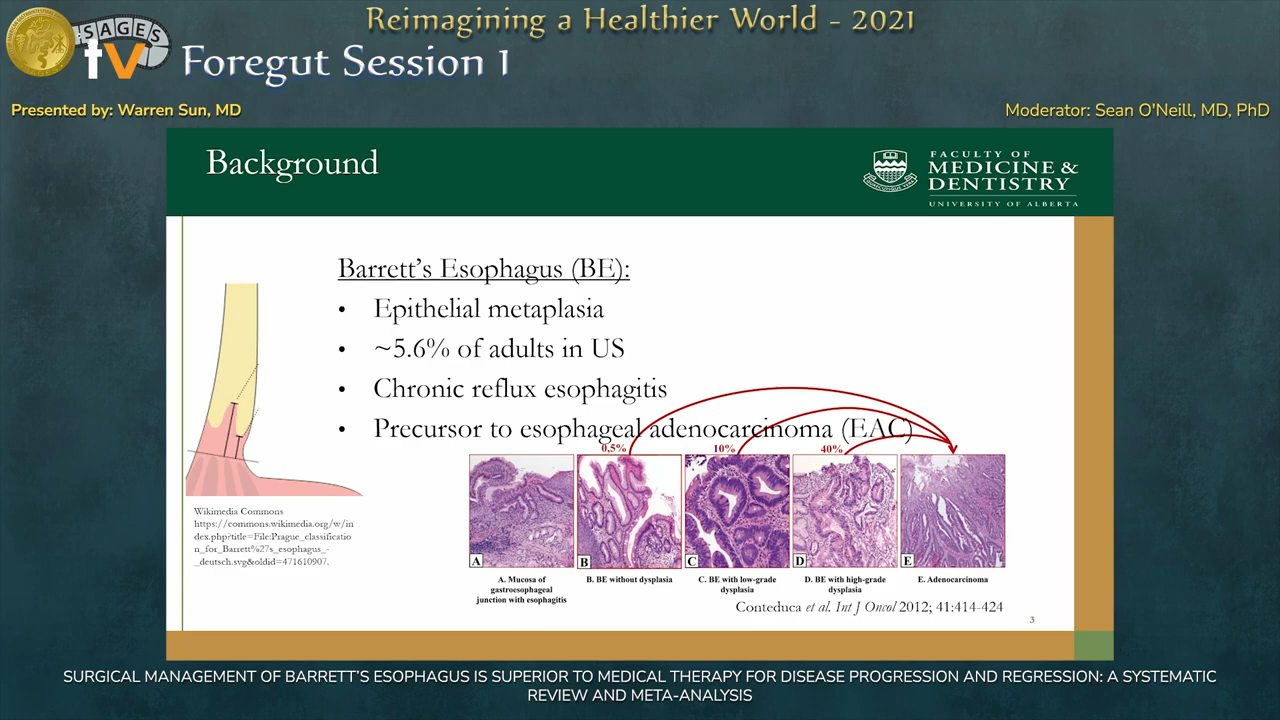 Reimagining a Healthier World - 2021
SAGES
tv
Foregut Session 1
Presented by: Warren Sun, MD
Moderator: Sean O'Neill, MD, PhD
Background
FACULTY OF
MEDICINE &
DENTISTRY
UNIVERSITY OF ALBERTA
Barrett’s Esophagus (BE):
• Epithelial metaplasia
• ~5.6% of adults in US
• Chronic reflux esophagitis
• Precursor to esophageal adenocarcinoma (EAC)
0.5%
10%
40%
A
B
C
D
E
A. Mucosa of
gastroesophageal
junction with esophagitis
B. BE without dysplasia
C. BE with low-grade
dysplasia
D. BE with high-grade
dysplasia
E. Adenocarcinoma
Wikimedia Commons
https://commons.wikimedia.org/w/in
dex.php?title=File:Prague_classificatio
n_for_Barrett%27s_esophagus_-
_deutsch.svg&oldid=471610907.
Conteduca et al. Int J Oncol 2012; 41:414-424
3
SURGICAL MANAGEMENT OF BARRETT’S ESOPHAGUS IS SUPERIOR TO MEDICAL THERAPY FOR DISEASE PROGRESSION AND REGRESSION: A SYSTEMATIC
REVIEW AND META-ANALYSIS